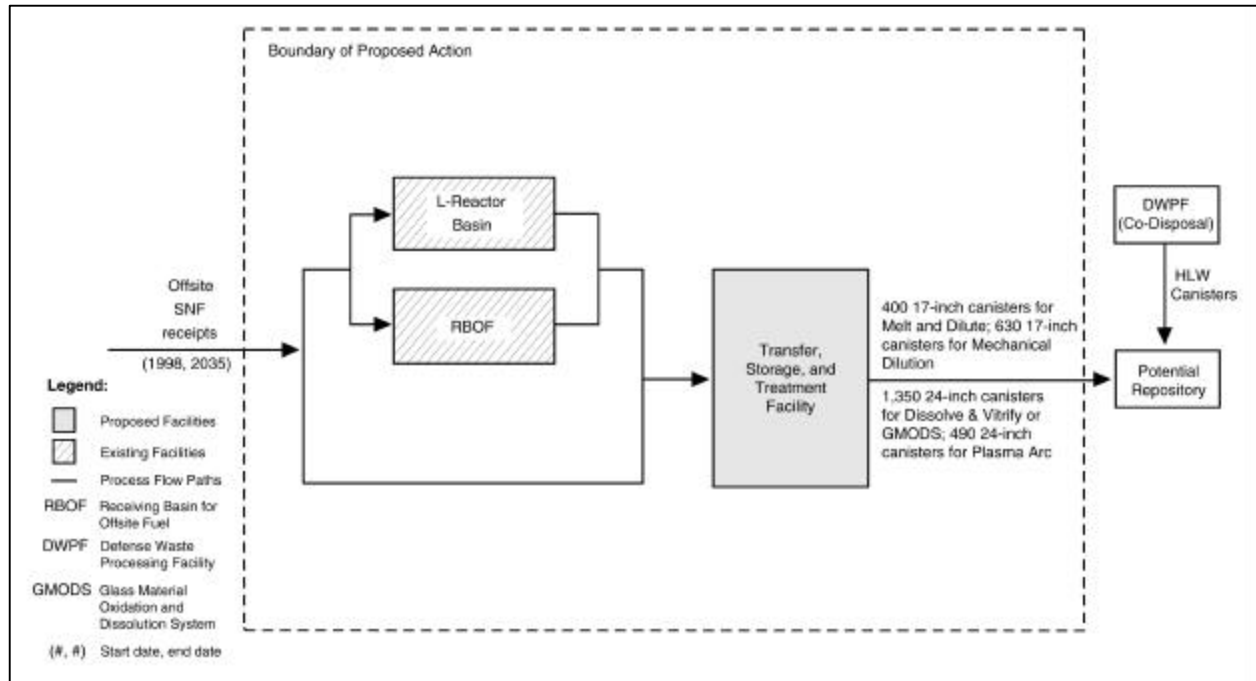 Boundary of Proposed Action
L-Reactor
Basin
RBOF
Offsite
SNF
receipts
(1998, 2035)
Transfer,
Storage, and
Treatment
Facility
400 17-inch canisters for
Melt and Dilute; 630 17-inch
canisters for Mechanical
Dilution
1,350 24-inch canisters
for Dissolve & Vitrify or
GMODS; 490 24-inch
canisters for Plasma Arc
DWPF
(Co-Disposal)
HLW
Canisters
Potential
Repository
Legend:
Proposed Facilities
Existing Facilities
Process Flow Paths
RBOF Receiving Basin for
Offsite Fuel
DWPF Defense Waste
Processing Facility
GMODS Glass Material
Oxidation and
Dissolution System
(#, #) Start date, end date